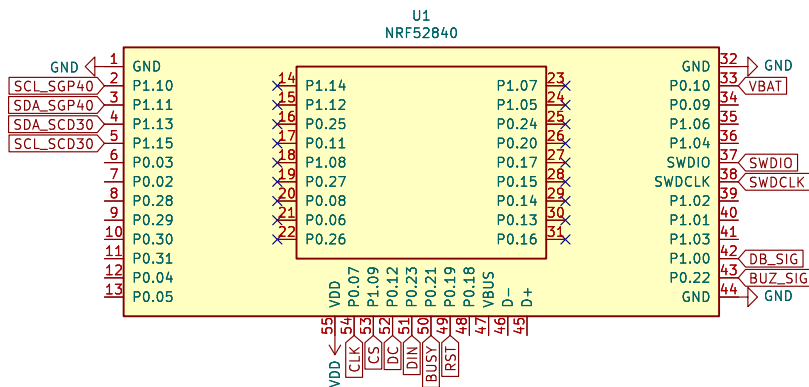 U1
NRF52840
GND 1 GND
SCL_SGP40 2 P1.10
SDA_SGP40 3 P1.11
SDA_SCD30 4 P1.13
SCL_SCD30 5 P1.15
6 P0.03
7 P0.02
8 P0.28
9 P0.29
10 P0.30
11 P0.31
12 P0.04
13 P0.05
14 P1.14
15 P1.12
16 P0.25
17 P0.11
18 P1.08
19 P0.27
20 P0.08
21 P0.06
22 P0.26
P1.07 23
P1.05 24
P0.24 25
P0.20 26
P0.17 27
P0.15 28
P0.14 29
P0.13 30
P0.16 31
GND 32 GND
P0.10 33 VBAT
P0.09 34
P1.06 35
P1.04 36
SWDIO 37 SWDIO
SWDCLK 38 SWDCLK
P1.02 39
P1.01 40
P1.03 41
P1.00 42 DB_SIG
P0.22 43 BUZ_SIG
GND 44 GND
VDD 55 VDD
P0.07 54 CLK
P1.09 53 CS
P0.12 52 DC
P0.23 51 DIN
P0.21 50 BUSY
P0.19 49 RST
P0.18 48
VBUS 47
D- 46
D+ 45